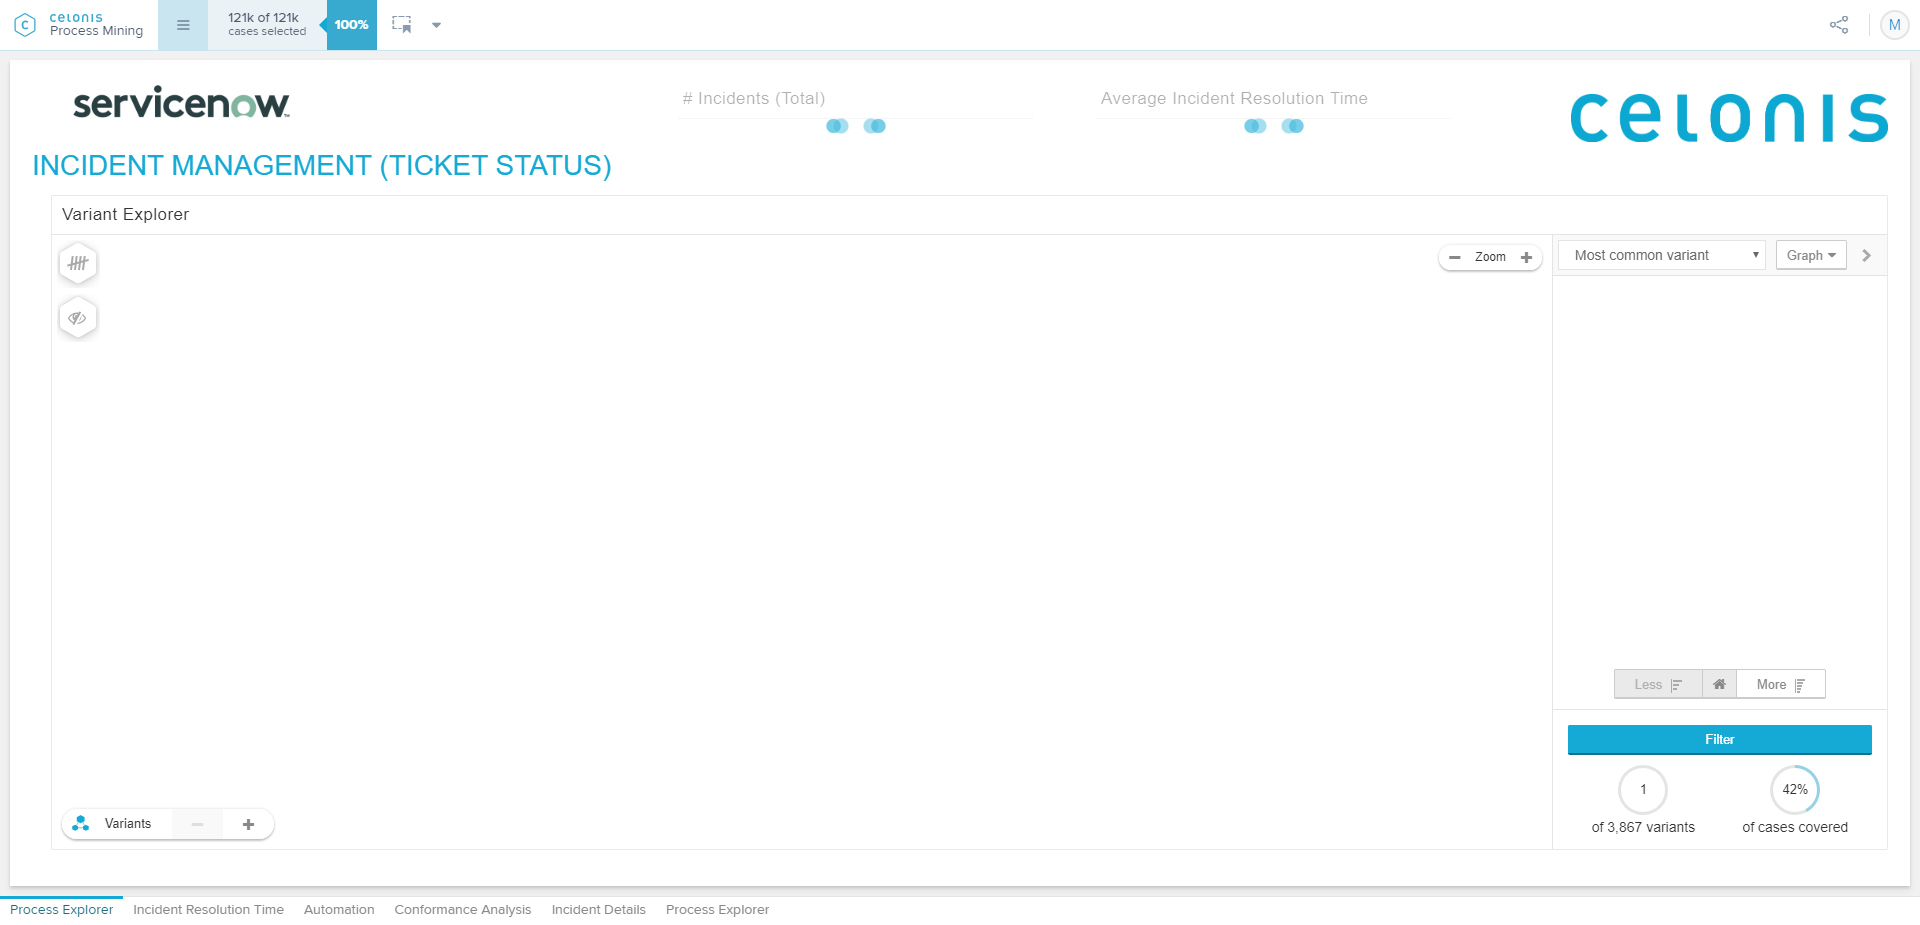 celonis
Process Mining
121k of 121k
cases selected
100%
M
servicenow™
# Incidents (Total)
Average Incident Resolution Time
celonis
INCIDENT MANAGEMENT (TICKET STATUS)
Variant Explorer
Zoom
Most common variant
Graph
Less
More
Filter
1
42%
of 3,867 variants
of cases covered
Variants
Process Explorer
Incident Resolution Time
Automation
Conformance Analysis
Incident Details
Process Explorer